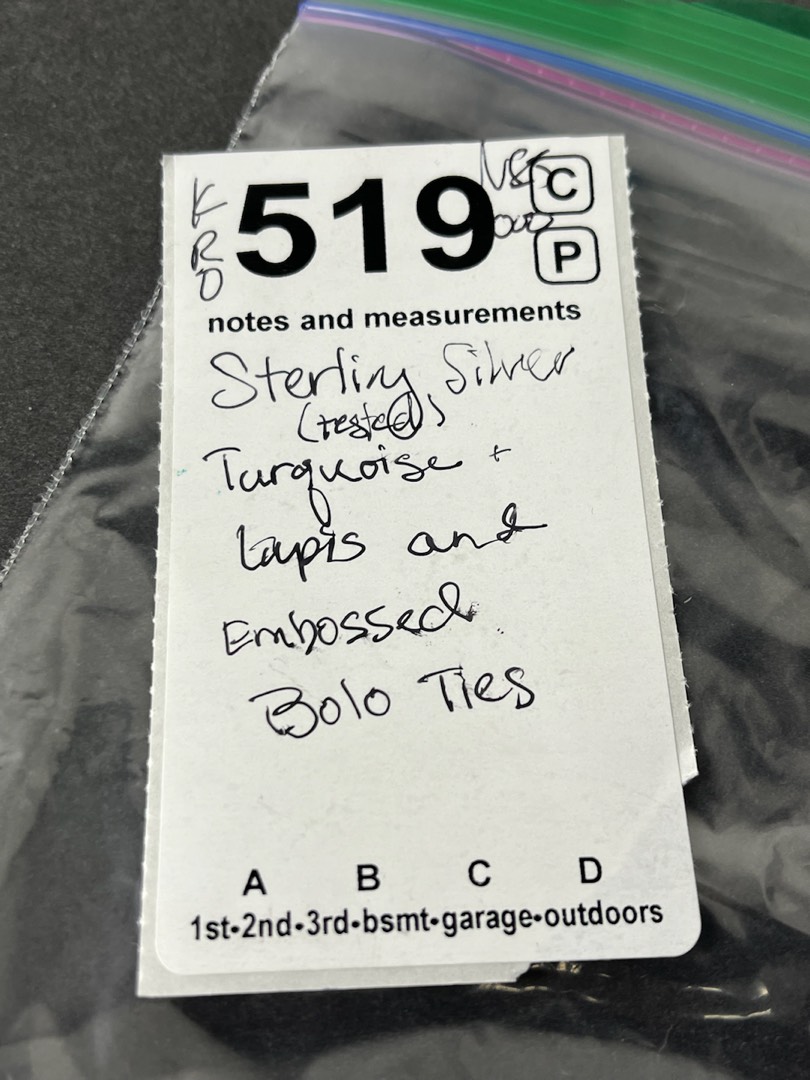 KRO
519
C
P
notes and measurements
Sterling Silver
(tested)
Turquoise +
Lapis and
Embossed
Bolo Ties
A B C D
1st•2nd•3rd•bsmt•garage•outdoors